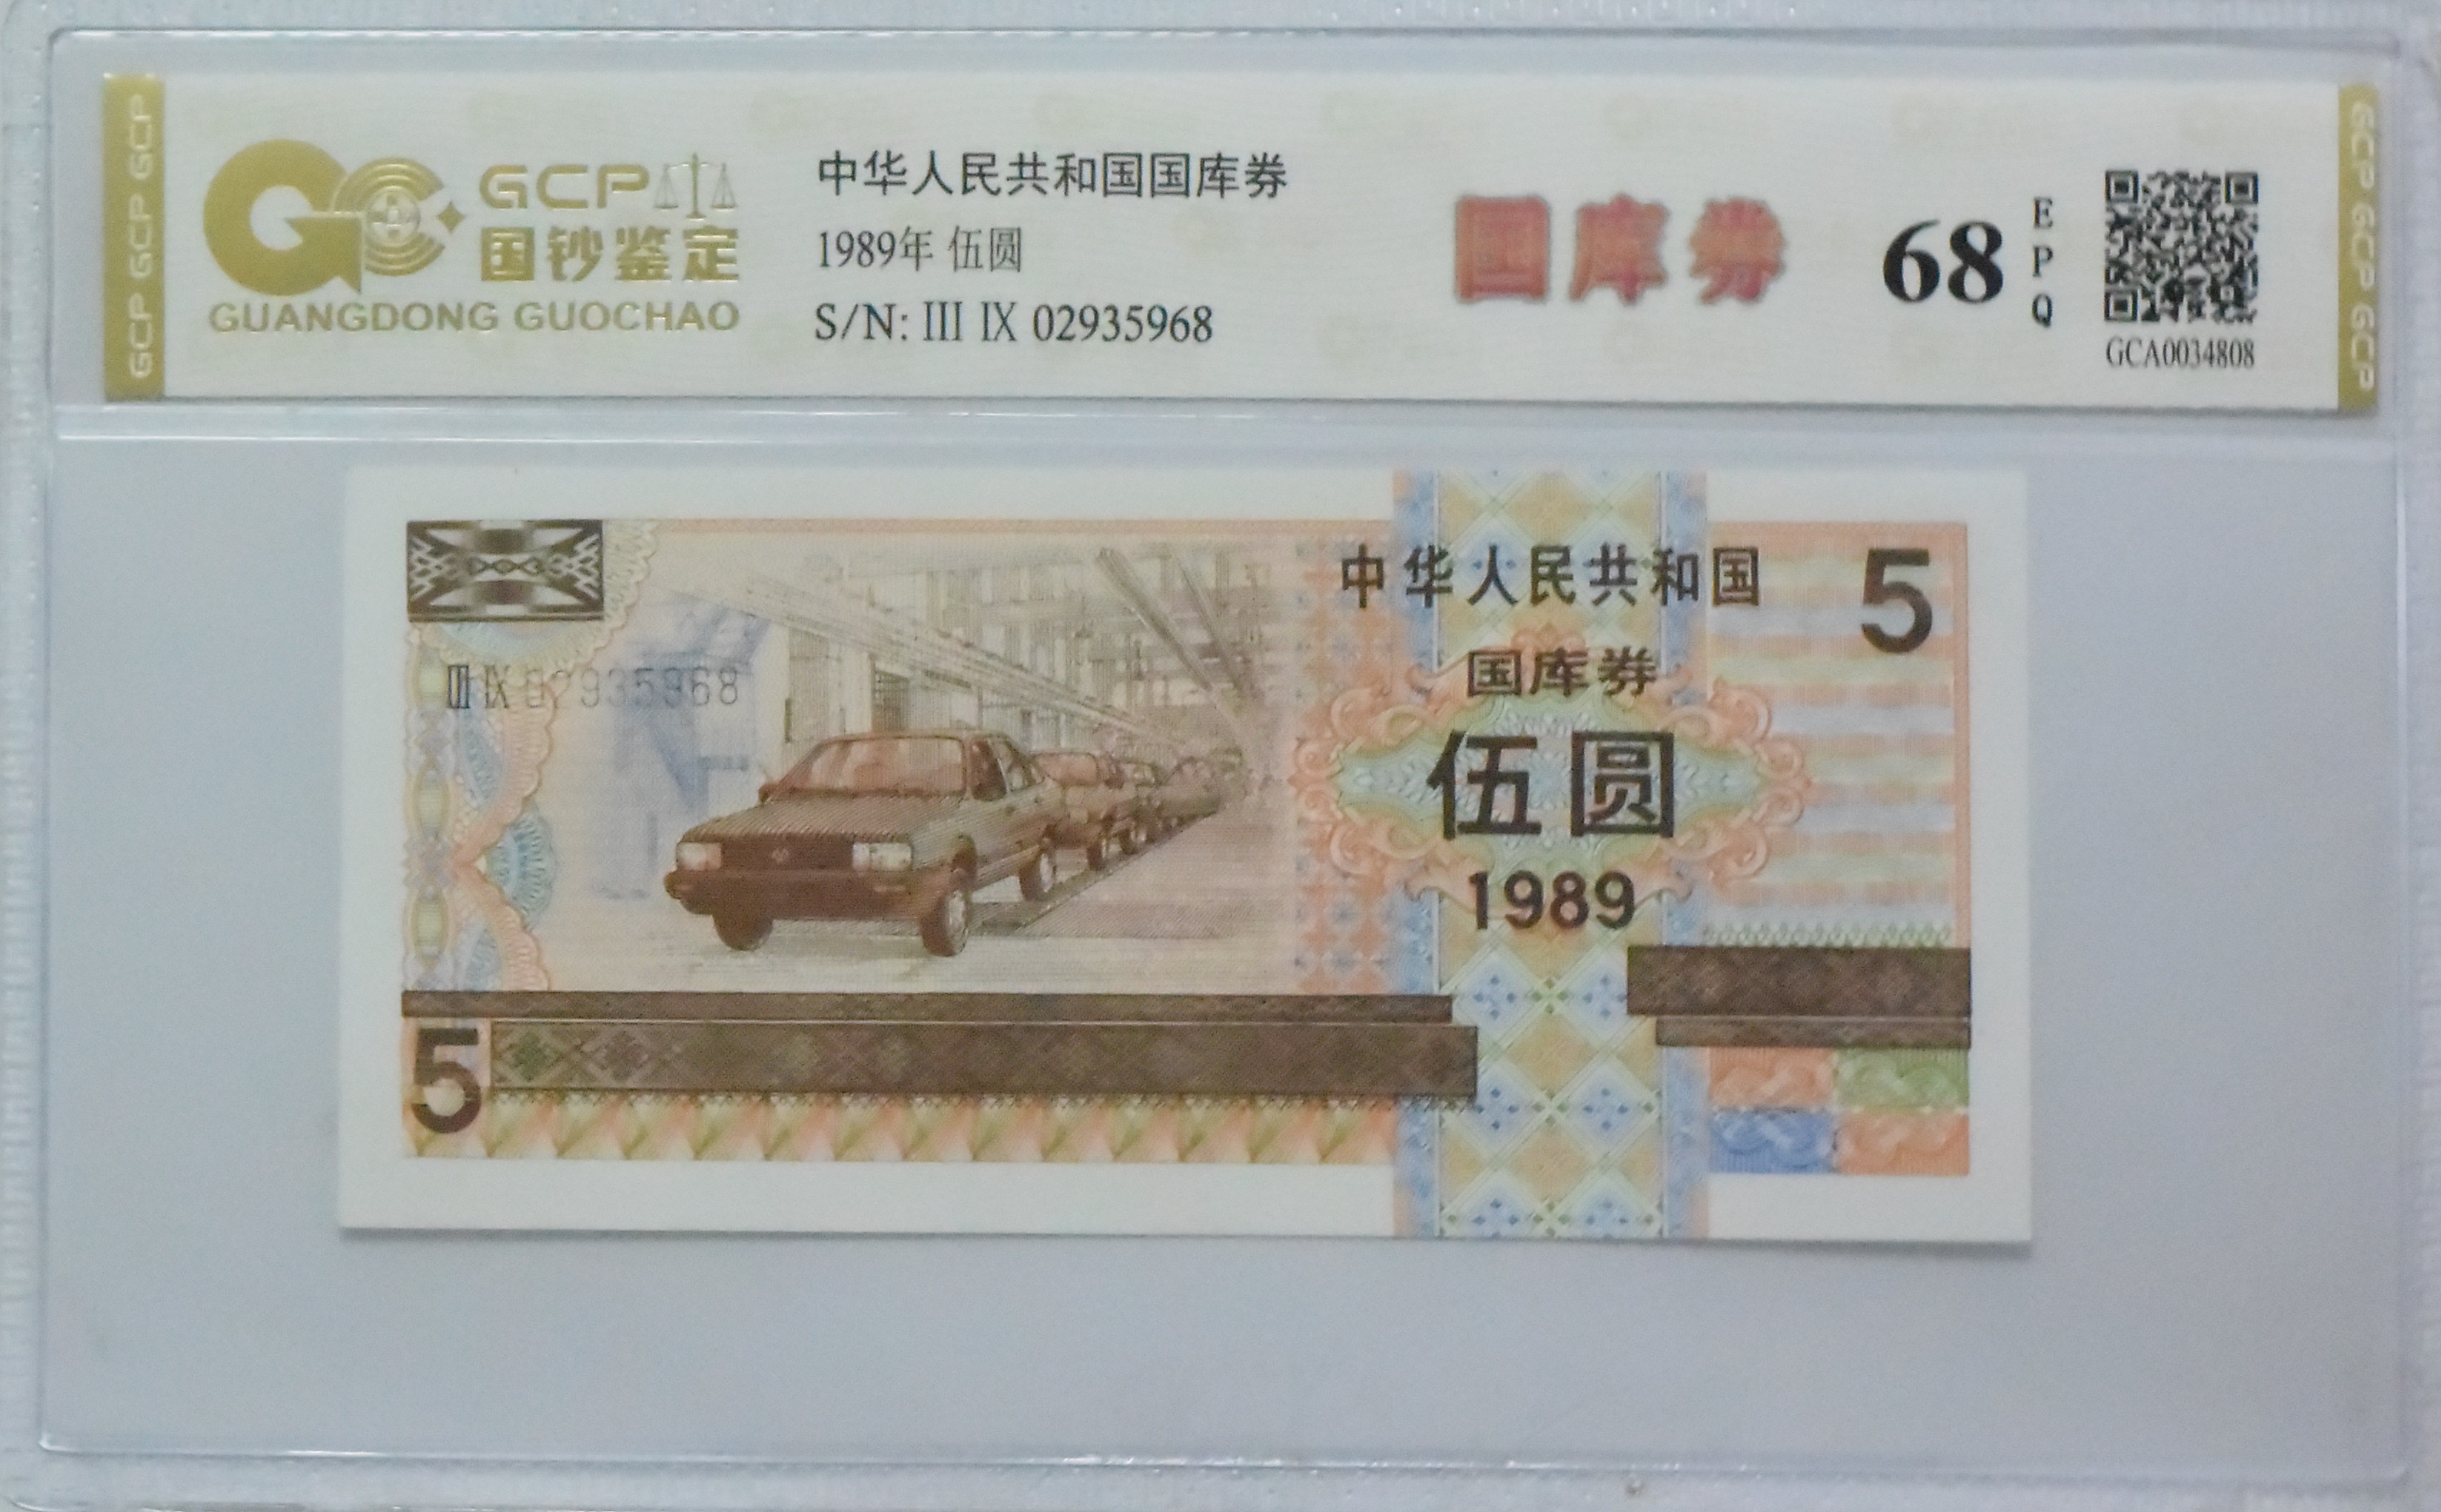 GCP GCP GCP
GCP
国钞鉴定
GUANGDONG GUOCHAO
中华人民共和国国库券
1989年 伍圆
S/N: III IX 02935968
国库券
68
EPQ
GCA0034808
GCP GCP GCP
中华人民共和国
5
国库券
III IX 02935968
伍圆
1989
5